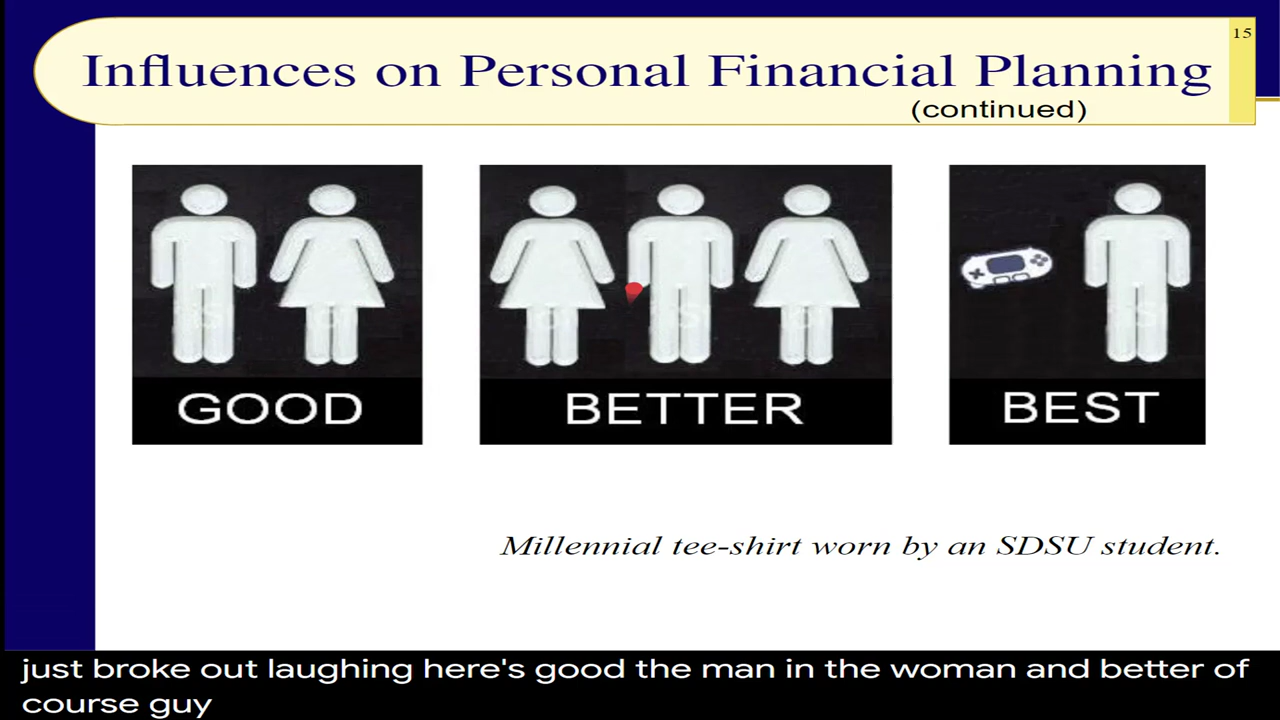 15
Influences on Personal Financial Planning
(continued)
GOOD
BETTER
BEST
Millennial tee-shirt worn by an SDSU student.
just broke out laughing here's good the man in the woman and better of
course guy